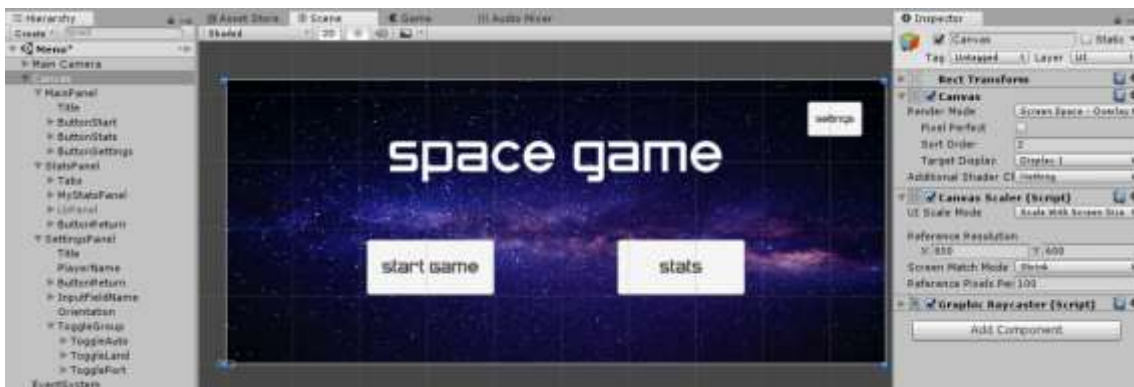 Hierarchy
Create
Menu*
Main Camera
Canvas
MainPanel
Title
ButtonStart
ButtonStats
ButtonSettings
StatsPanel
Tabs
MyStatsPanel
LbPanel
ButtonReturn
SettingsPanel
Title
PlayerName
ButtonReturn
InputFieldName
Orientation
ToggleGroup
ToggleAuto
ToggleLand
TogglePort
EventSystem
Asset Store Scene Game Audio Mixer
Shaded 2D
settings
space game
start game stats
Inspector
Canvas Static
Tag Untagged Layer UI
Rect Transform
Canvas
Render Mode Screen Space - Overlay
Pixel Perfect
Sort Order 2
Target Display Display 1
Additional Shader Nothing
Canvas Scaler (Script)
UI Scale Mode Scale With Screen Size
Reference Resolution
X 850 Y 600
Screen Match Mode Shrink
Reference Pixels Per 100
Graphic Raycaster (Script)
Add Component